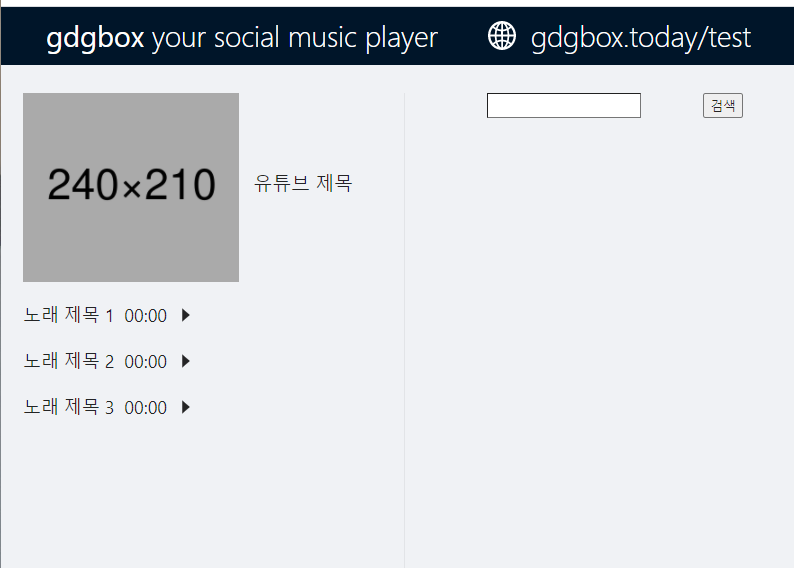 gdgbox your social music player
gdgbox.today/test
240×210
유튜브 제목
노래 제목 1 00:00
노래 제목 2 00:00
노래 제목 3 00:00
검색